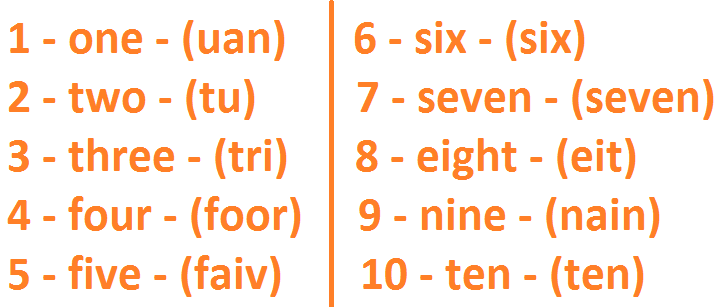 1 - one - (uan)
2 - two - (tu)
3 - three - (tri)
4 - four - (foor)
5 - five - (faiv)
6 - six - (six)
7 - seven - (seven)
8 - eight - (eit)
9 - nine - (nain)
10 - ten - (ten)